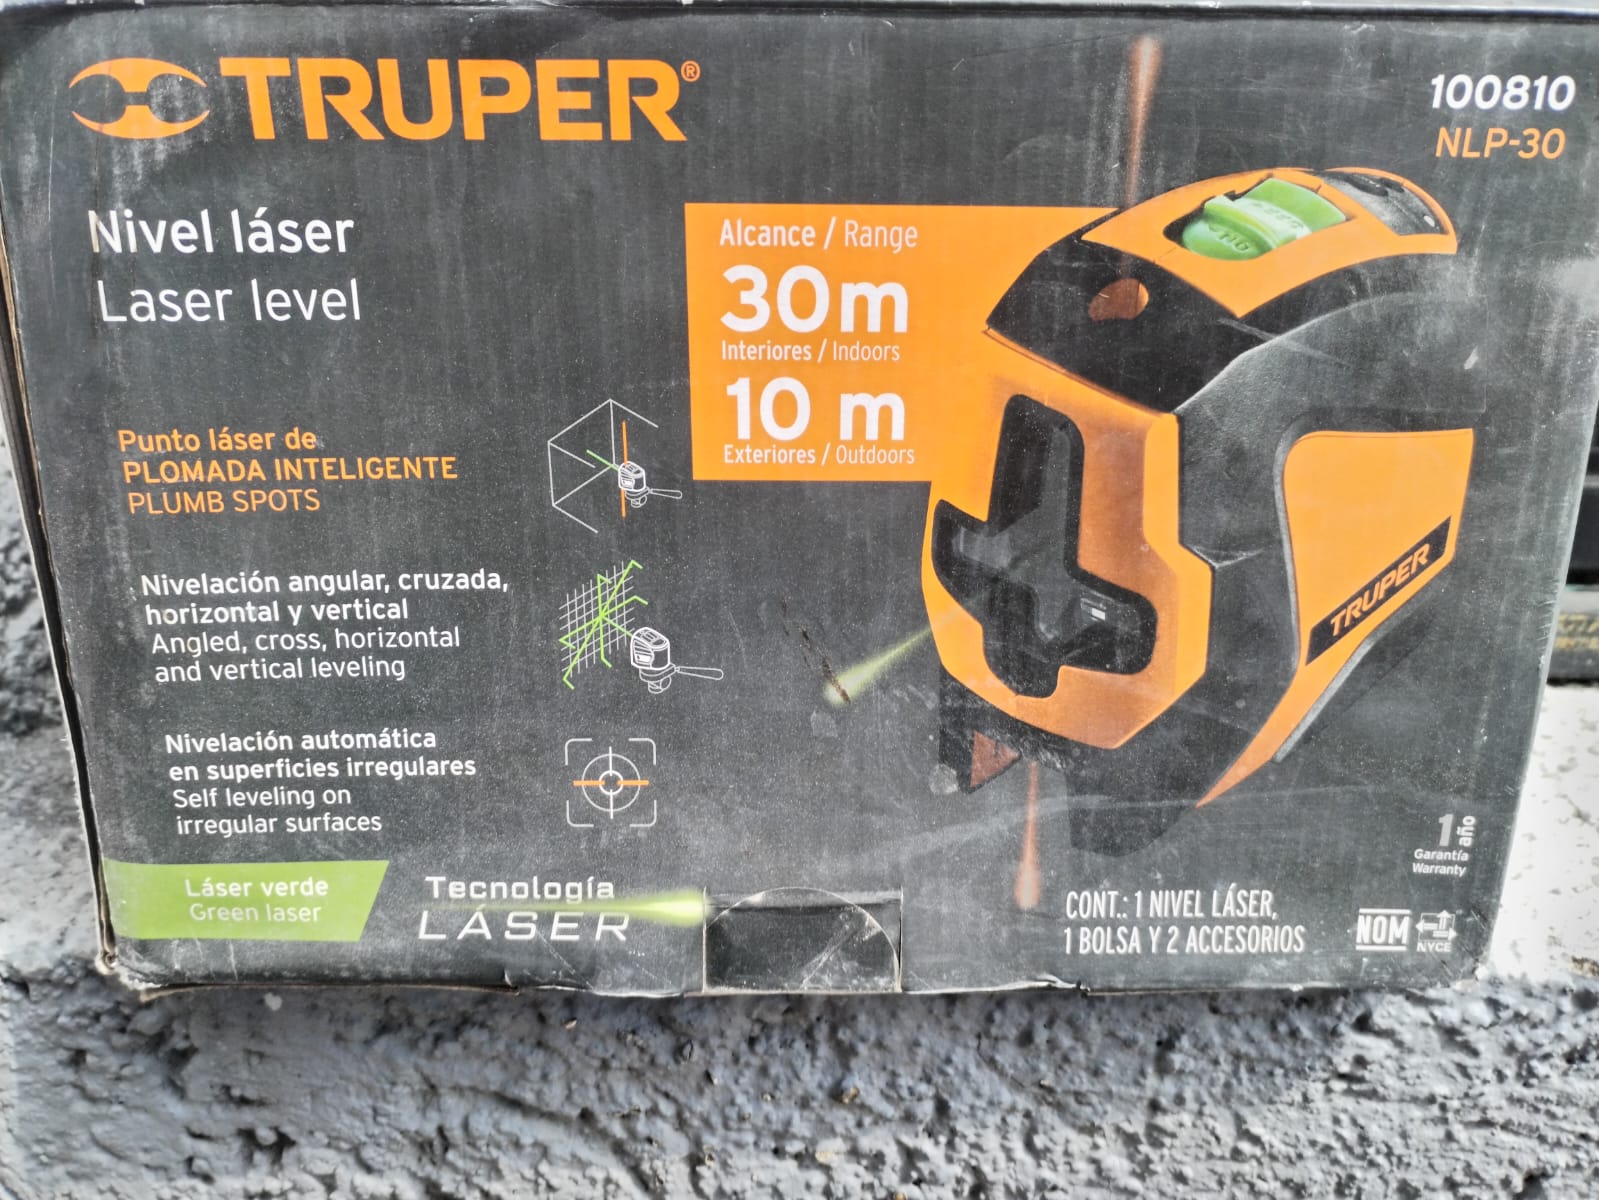 TRUPER®
100810
NLP-30
Nivel láser
Laser level
Alcance / Range
30m
Interiores / Indoors
10 m
Exteriores / Outdoors
Punto láser de
PLOMADA INTELIGENTE
PLUMB SPOTS
Nivelación angular, cruzada,
horizontal y vertical
Angled, cross, horizontal
and vertical leveling
Nivelación automática
en superficies irregulares
Self leveling on
irregular surfaces
TRUPER
Láser verde
Green laser
Tecnología
LÁSER
1 año
Garantía
Warranty
CONT.: 1 NIVEL LÁSER,
1 BOLSA Y 2 ACCESORIOS
NOM
NYCE